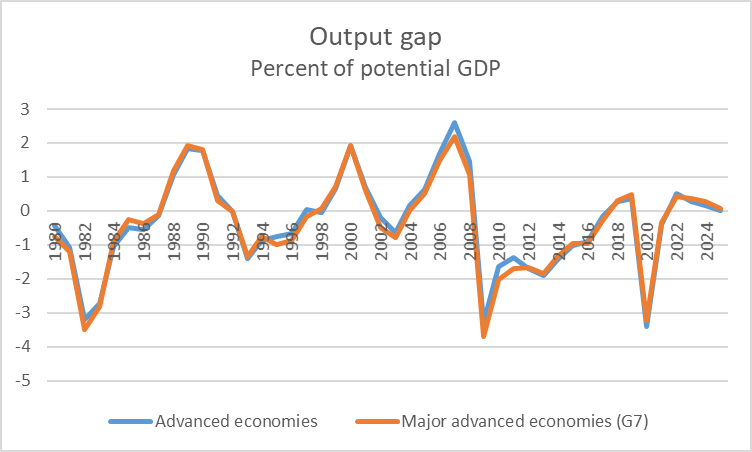 Output gap
Percent of potential GDP
3
2
1
0
-1
-2
-3
-4
-5
1980 1982 1984 1986 1988 1990 1992 1994 1996 1998 2000 2002 2004 2006 2008 2010 2012 2014 2016 2018 2020 2022 2024
Advanced economies Major advanced economies (G7)